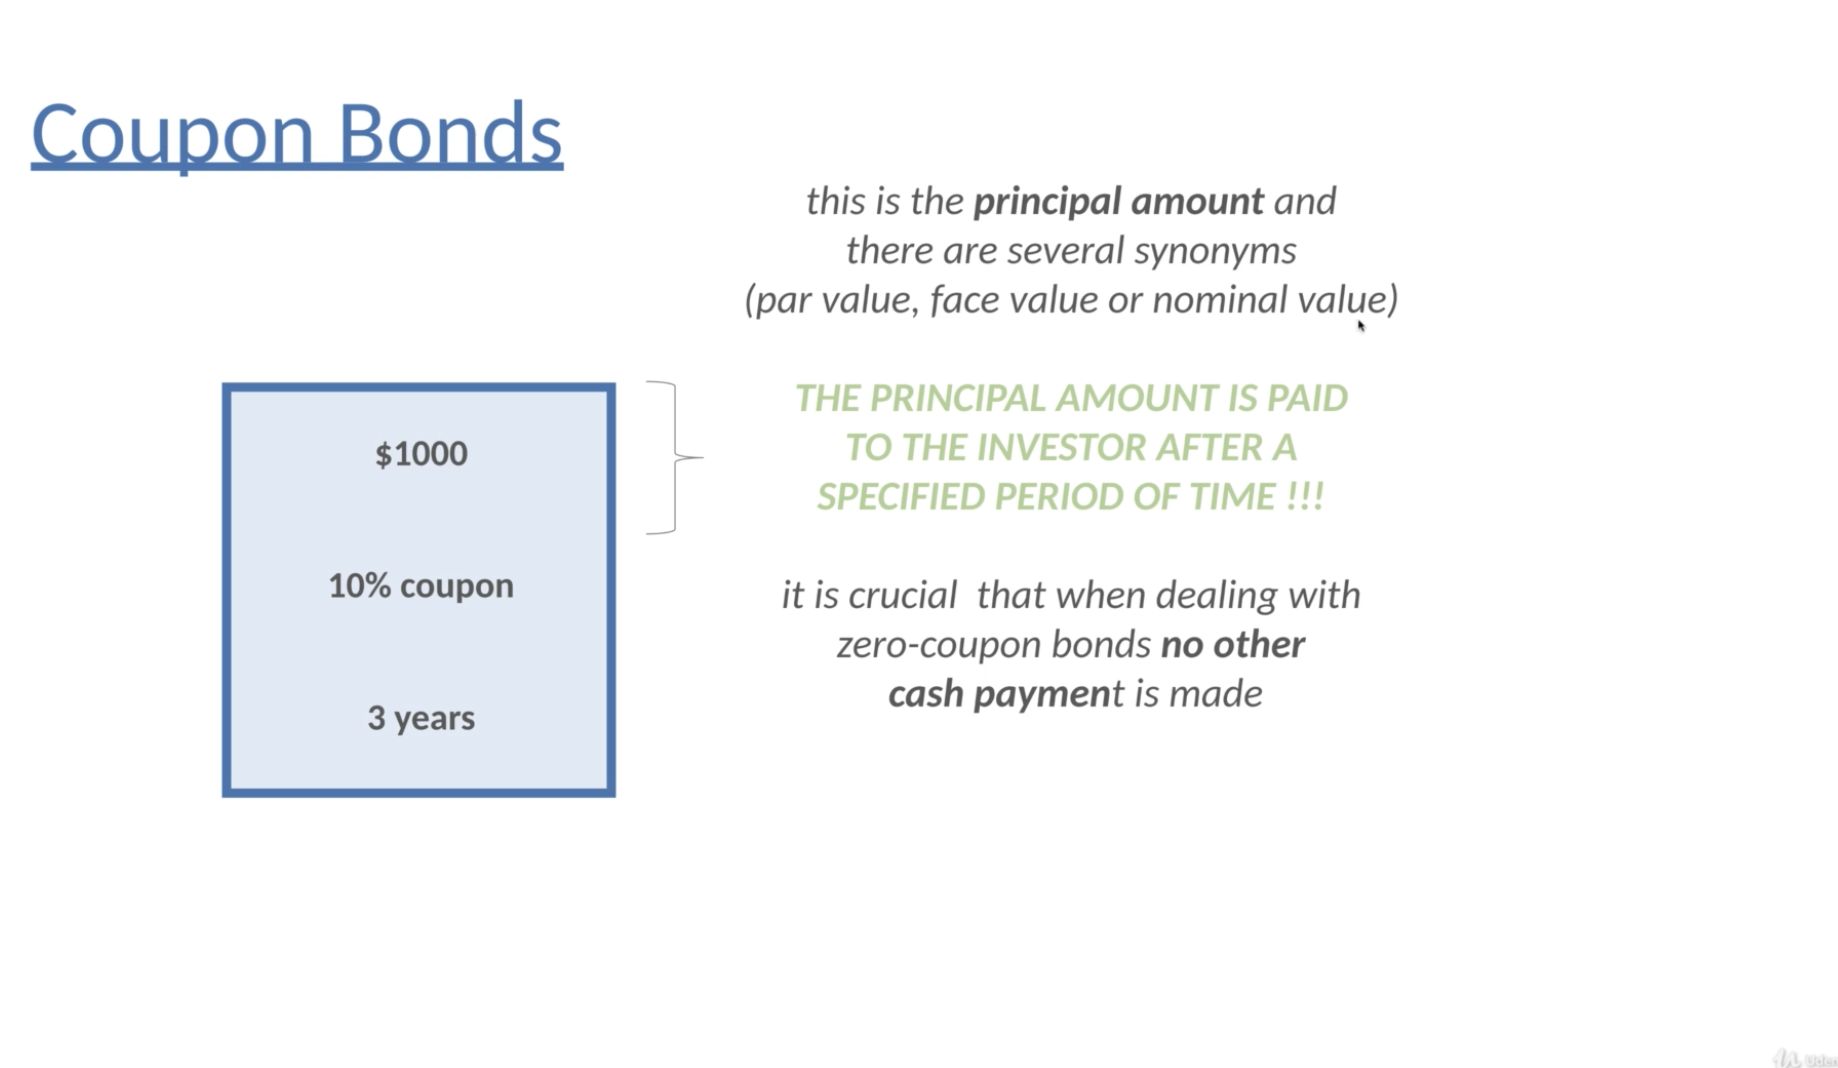 Coupon Bonds
this is the principal amount and
there are several synonyms
(par value, face value or nominal value)
THE PRINCIPAL AMOUNT IS PAID
TO THE INVESTOR AFTER A
SPECIFIED PERIOD OF TIME !!!
it is crucial  that when dealing with
zero-coupon bonds no other
cash payment is made
$1000
10% coupon
3 years